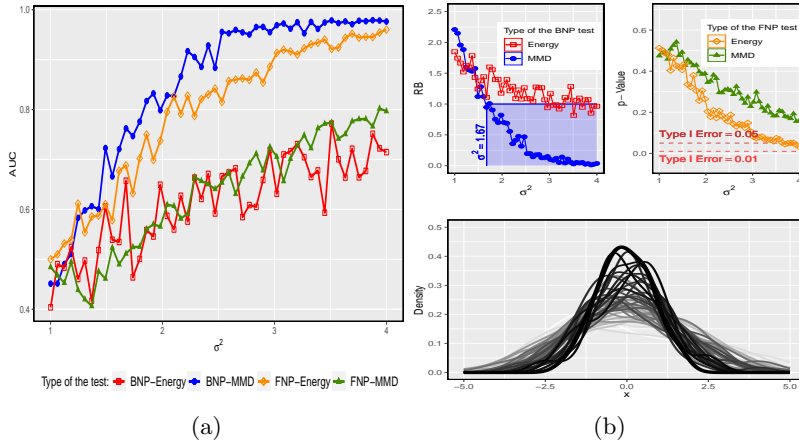 AUC
1.0
0.8
0.6
0.4
1 2 3 4
σ²
Type of the test: BNP−Energy BNP−MMD FNP−Energy FNP−MMD
(a)
RB
2.5
2.0
1.5
1.0
0.5
0.0
Type of the BNP test
Energy
MMD
σ² = 1.67
1 2 3 4
σ²
p−Value
0.6
0.4
0.2
0.0
Type of the FNP test
Energy
MMD
Type I Error = 0.05
Type I Error = 0.01
1 2 3 4
σ²
Density
0.5
0.4
0.3
0.2
0.1
0.0
−5.0 −2.5 0.0 2.5 5.0
x
(b)